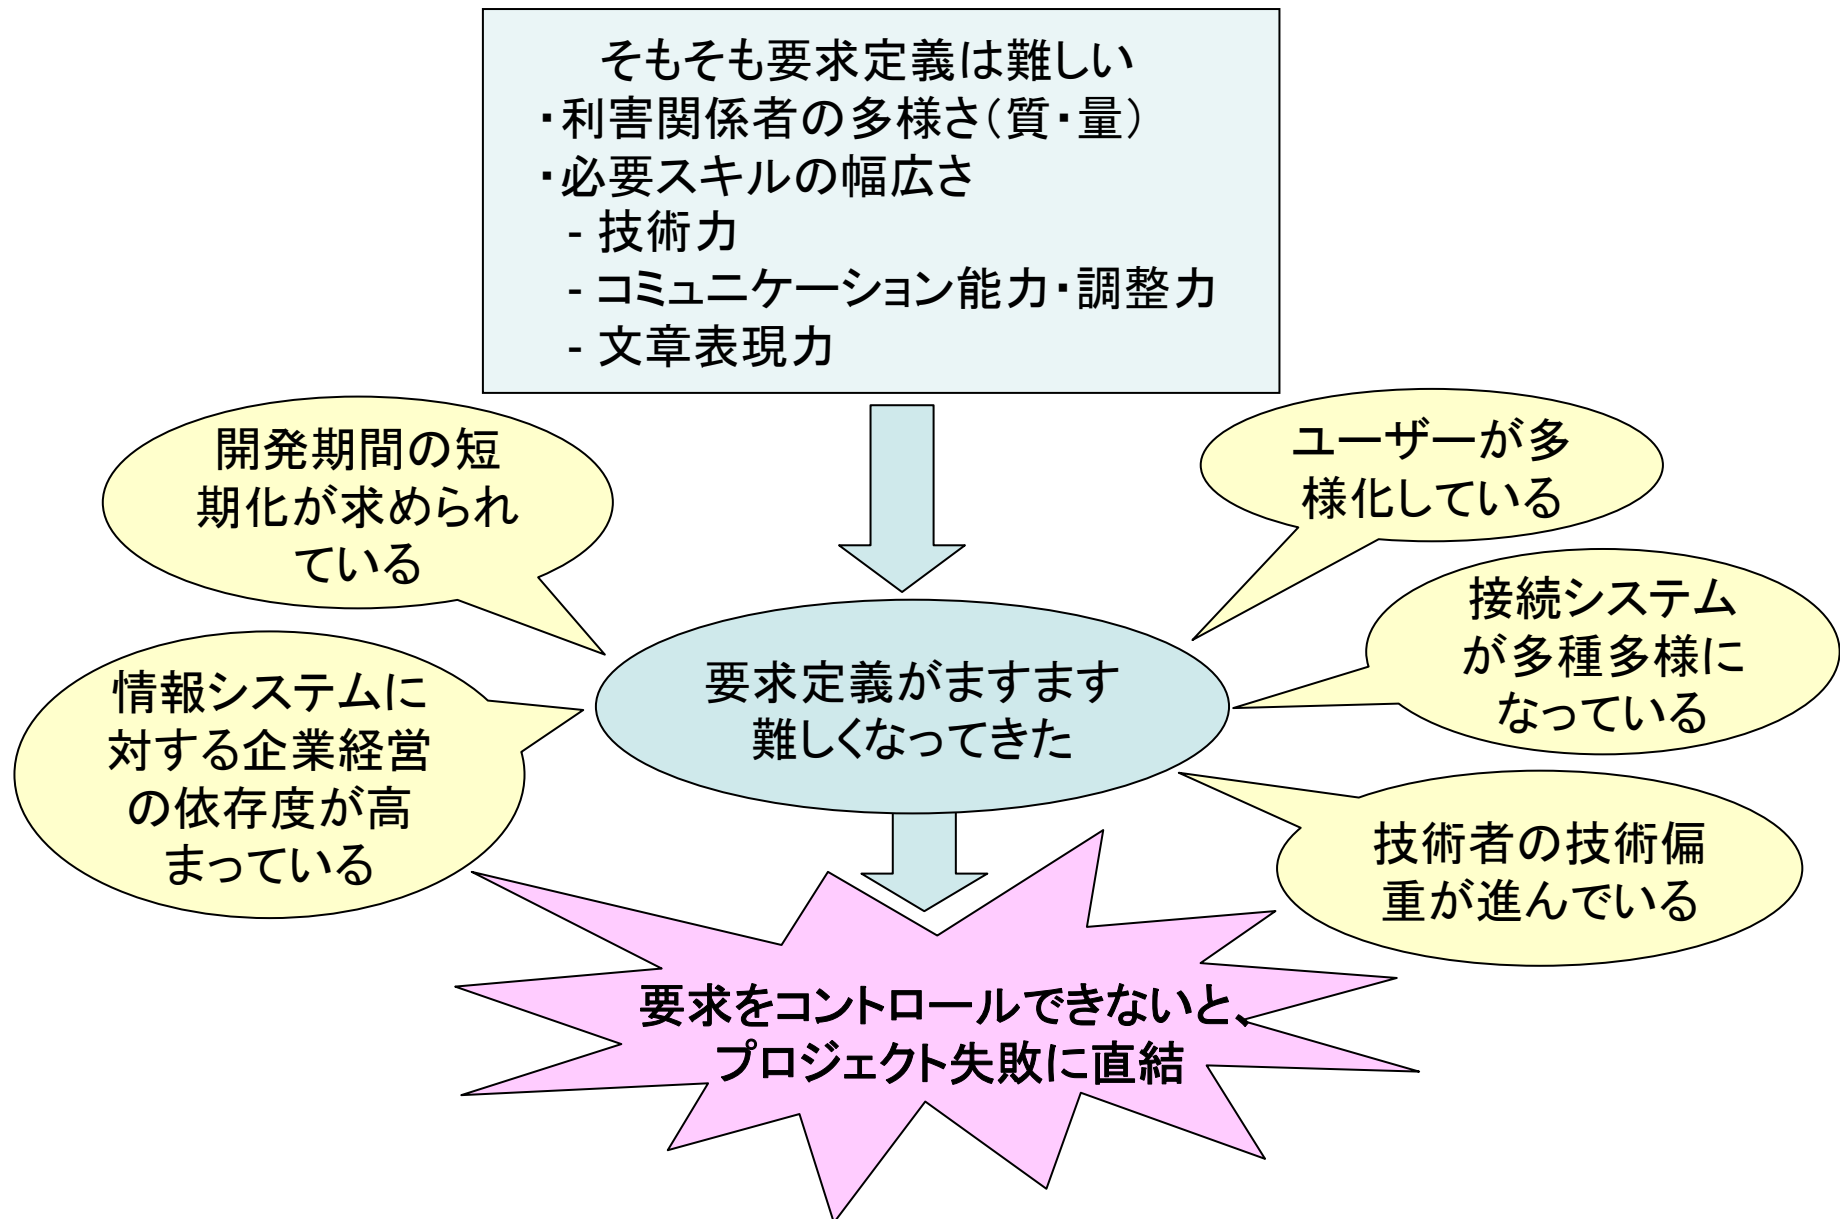 そもそも要求定義は難しい
・利害関係者の多様さ（質・量）
・必要スキルの幅広さ
- 技術力
- コミュニケーション能力・調整力
- 文章表現力
開発期間の短
期化が求められ
ている
ユーザーが多
様化している
情報システムに
対する企業経営
の依存度が高
まっている
要求定義がますます
難しくなってきた
接続システム
が多種多様に
なっている
技術者の技術偏
重が進んでいる
要求をコントロールできないと、
プロジェクト失敗に直結